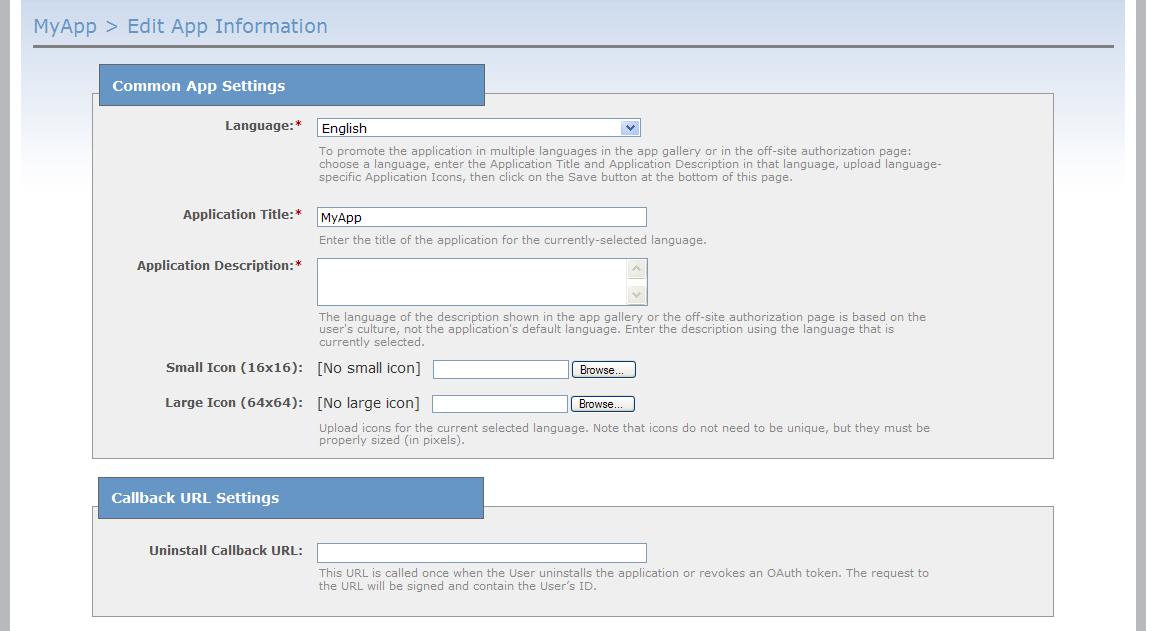 MyApp > Edit App Information
Common App Settings
Language:* English
To promote the application in multiple languages in the app gallery or in the off-site authorization page:
choose a language, enter the Application Title and Application Description in that language, upload language-
specific Application Icons, then click on the Save button at the bottom of this page.
Application Title:* MyApp
Enter the title of the application for the currently-selected language.
Application Description:*
The language of the description shown in the app gallery or the off-site authorization page is based on the
user's culture, not the application's default language. Enter the description using the language that is
currently selected.
Small Icon (16x16): [No small icon] Browse...
Large Icon (64x64): [No large icon] Browse...
Upload icons for the current selected language. Note that icons do not need to be unique, but they must be
properly sized (in pixels).
Callback URL Settings
Uninstall Callback URL:
This URL is called once when the User uninstalls the application or revokes an OAuth token. The request to
the URL will be signed and contain the User’s ID.